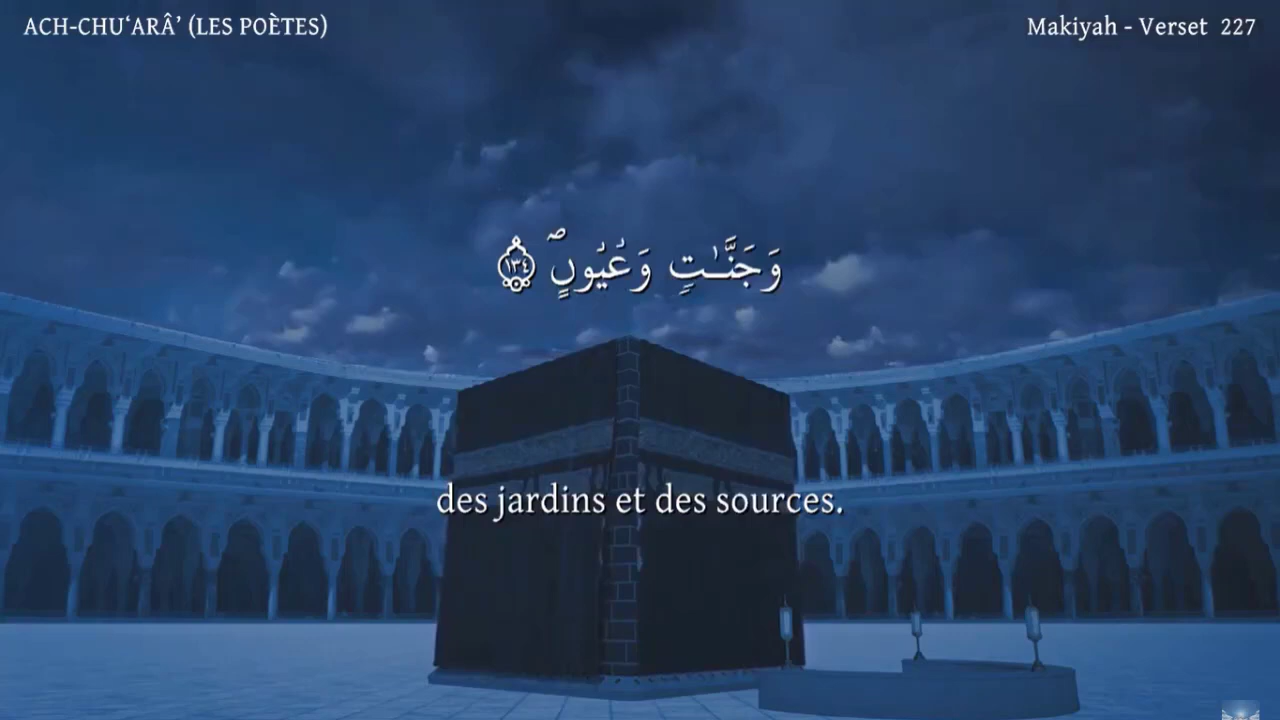 ACH-CHU‘ARÂ’ (LES POÈTES)
Makiyah - Verset 227
وَجَنَّـٰتٍ وَعُيُونٍ ۖ ١٣٤
des jardins et des sources.